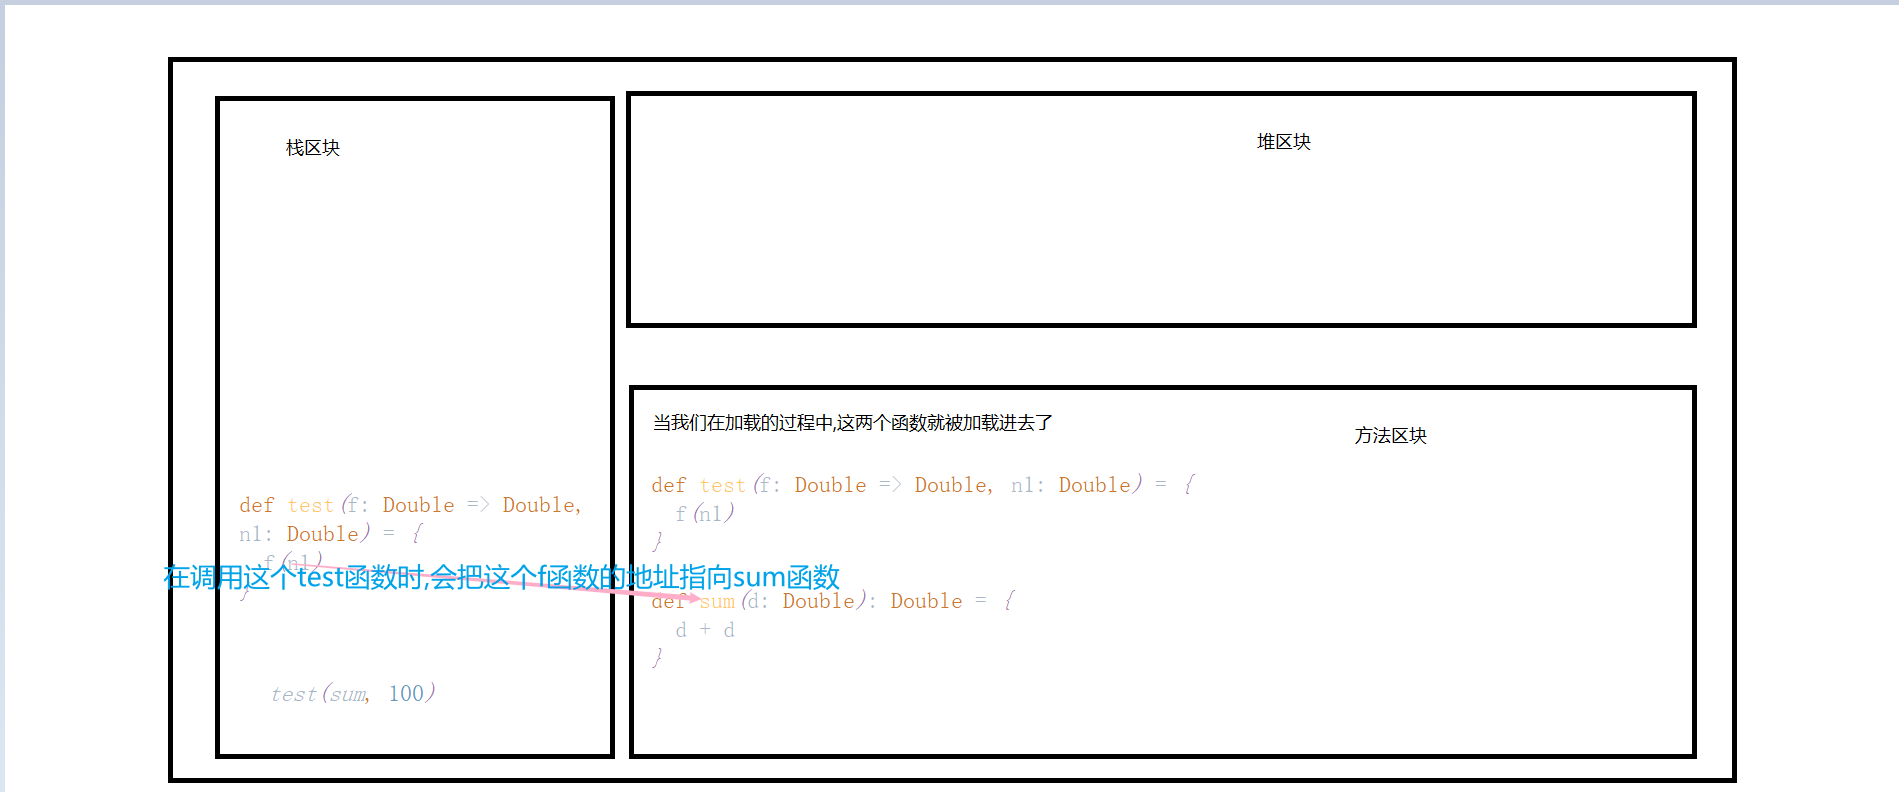 栈区块
def test(f: Double => Double,
n1: Double) = {
  f(n1)
}
test(sum, 100)
在调用这个test函数时,会把这个f函数的地址指向sum函数
堆区块
当我们在加载的过程中,这两个函数就被加载进去了
方法区块
def test(f: Double => Double, n1: Double) = {
  f(n1)
}
def sum(d: Double): Double = {
  d + d
}